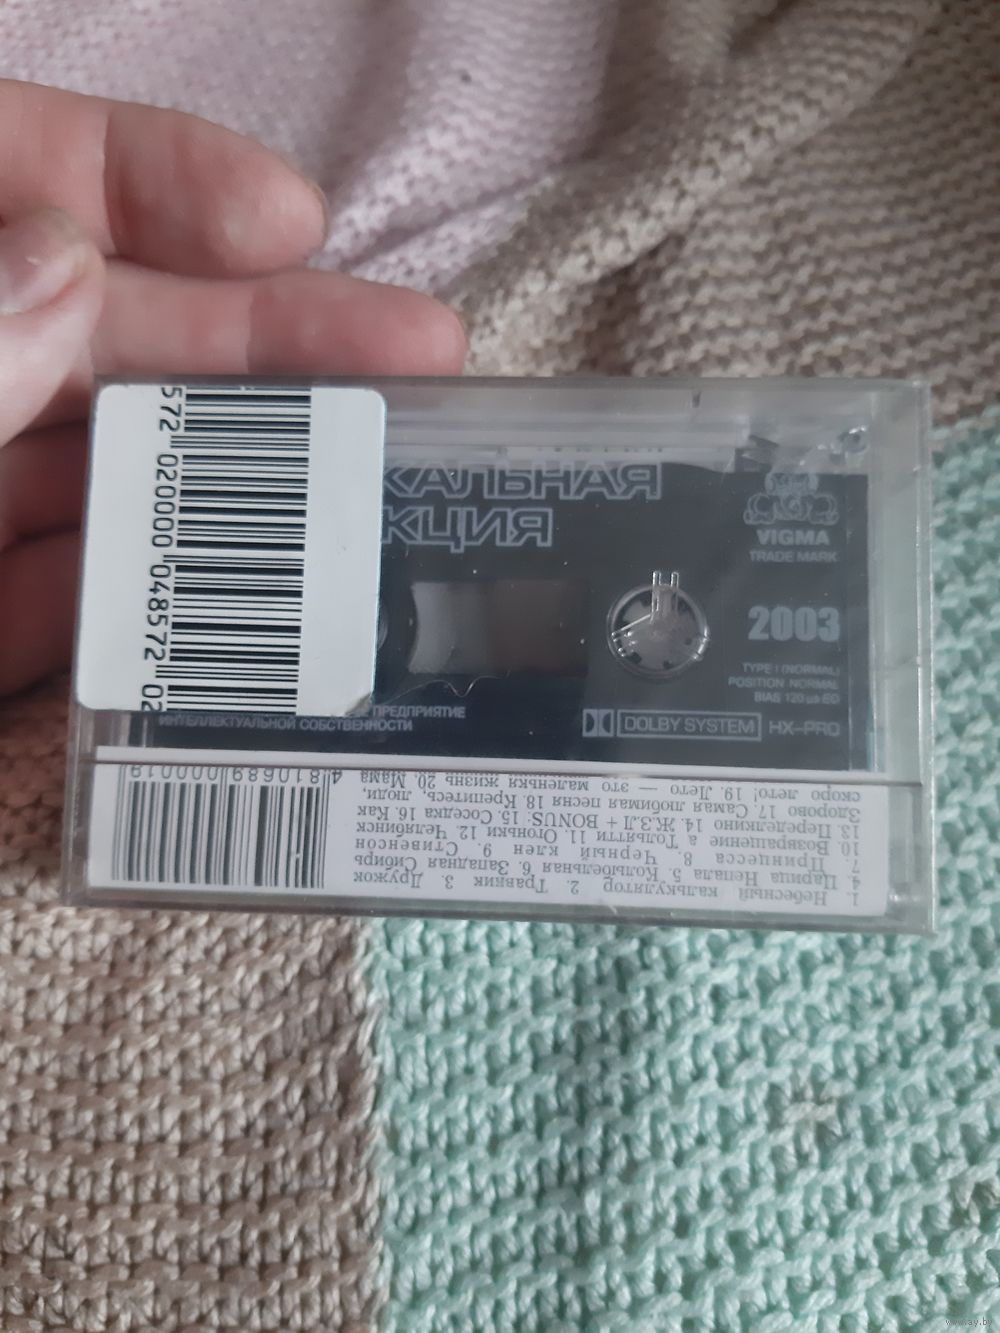 КАЛЬНАЯ
КЦИЯ
VIGMA
TRADE MARK
2003
TYPE I (NORMAL)
POSITION NORMAL
BIAS 120 µs EQ
DOLBY SYSTEM HX-PRO
ПРЕДПРИЯТИЕ
ИНТЕЛЛЕКТУАЛЬНОЙ СОБСТВЕННОСТИ
572 020000 048572 02
1. Небесный калькулятор 2. Травник 3. Дружок
4. Царица Непала 5. Колыбельная 6. Западная Сибирь
7. Принцесса 8. Черный клен 9. Стивенсон
10. Возвращение в Тольятти 11. Огоньки 12. Челябинск
13. Переделкино 14. Ж.З.Л + BONUS: 15. Соседка 16. Как
Здорово 17. Самая любимая песня 18. Крепитесь, люди,
скоро лето! 19. Лето — это маленькая жизнь 20. Мама
4 810689 000019
www.ay.by